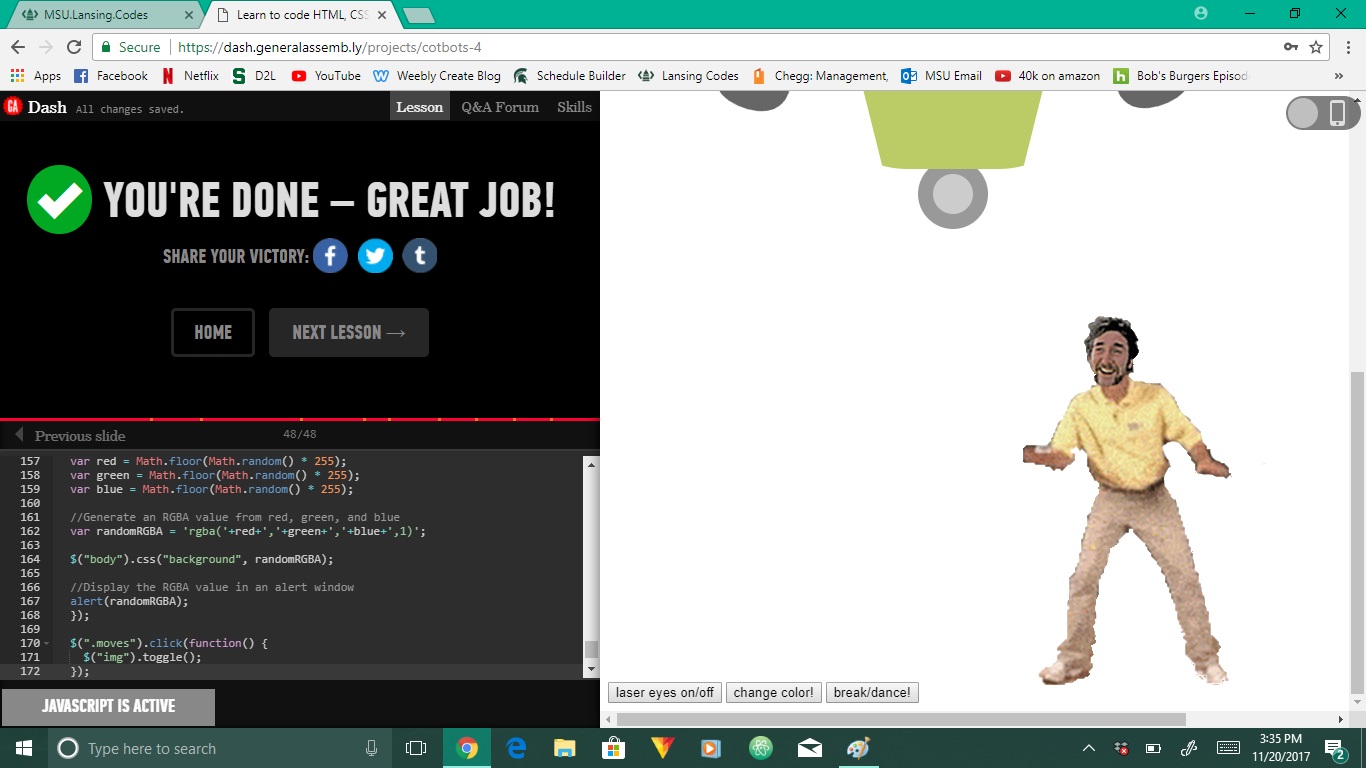 MSU.Lansing.Codes
Learn to code HTML, CSS
Secure
https://dash.generalassemb.ly/projects/cotbots-4
Apps
Facebook
Netflix
D2L
YouTube
Weebly Create Blog
Schedule Builder
Lansing Codes
Chegg: Management,
MSU Email
40k on amazon
Bob's Burgers Episod
»
GA
Dash
All changes saved.
Lesson
Q&A Forum
Skills
YOU'RE DONE – GREAT JOB!
SHARE YOUR VICTORY:
HOME
NEXT LESSON →
Previous slide
48/48
157 var red = Math.floor(Math.random() * 255);
158 var green = Math.floor(Math.random() * 255);
159 var blue = Math.floor(Math.random() * 255);
160
161 //Generate an RGBA value from red, green, and blue
162 var randomRGBA = 'rgba('+red+','+green+','+blue+',1)';
163
164 $("body").css("background", randomRGBA);
165
166 //Display the RGBA value in an alert window
167 alert(randomRGBA);
168 });
169
170 $(".moves").click(function() {
171 $("img").toggle();
172 });
JAVASCRIPT IS ACTIVE
laser eyes on/off
change color!
break/dance!
Type here to search
3:35 PM
11/20/2017
2